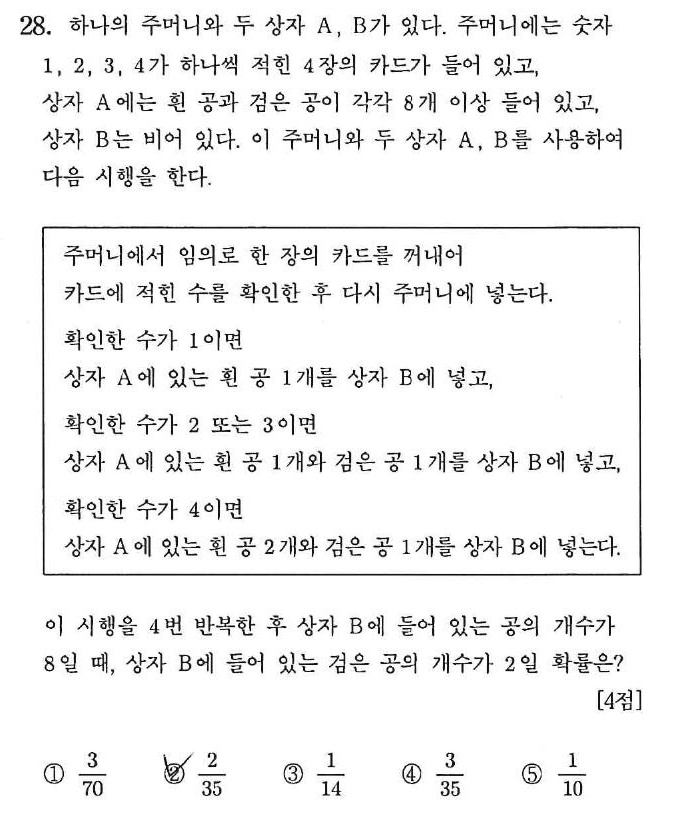 28. 하나의 주머니와 두 상자 A, B가 있다. 주머니에는 숫자
1, 2, 3, 4가 하나씩 적힌 4장의 카드가 들어 있고,
상자 A에는 흰 공과 검은 공이 각각 8개 이상 들어 있고,
상자 B는 비어 있다. 이 주머니와 두 상자 A, B를 사용하여
다음 시행을 한다.
주머니에서 임의로 한 장의 카드를 꺼내어
카드에 적힌 수를 확인한 후 다시 주머니에 넣는다.
확인한 수가 1이면
상자 A에 있는 흰 공 1개를 상자 B에 넣고,
확인한 수가 2 또는 3이면
상자 A에 있는 흰 공 1개와 검은 공 1개를 상자 B에 넣고,
확인한 수가 4이면
상자 A에 있는 흰 공 2개와 검은 공 1개를 상자 B에 넣는다.
이 시행을 4번 반복한 후 상자 B에 들어 있는 공의 개수가
8일 때, 상자 B에 들어 있는 검은 공의 개수가 2일 확률은?
[4점]
① 3/70 ② 2/35 ③ 1/14 ④ 3/35 ⑤ 1/10